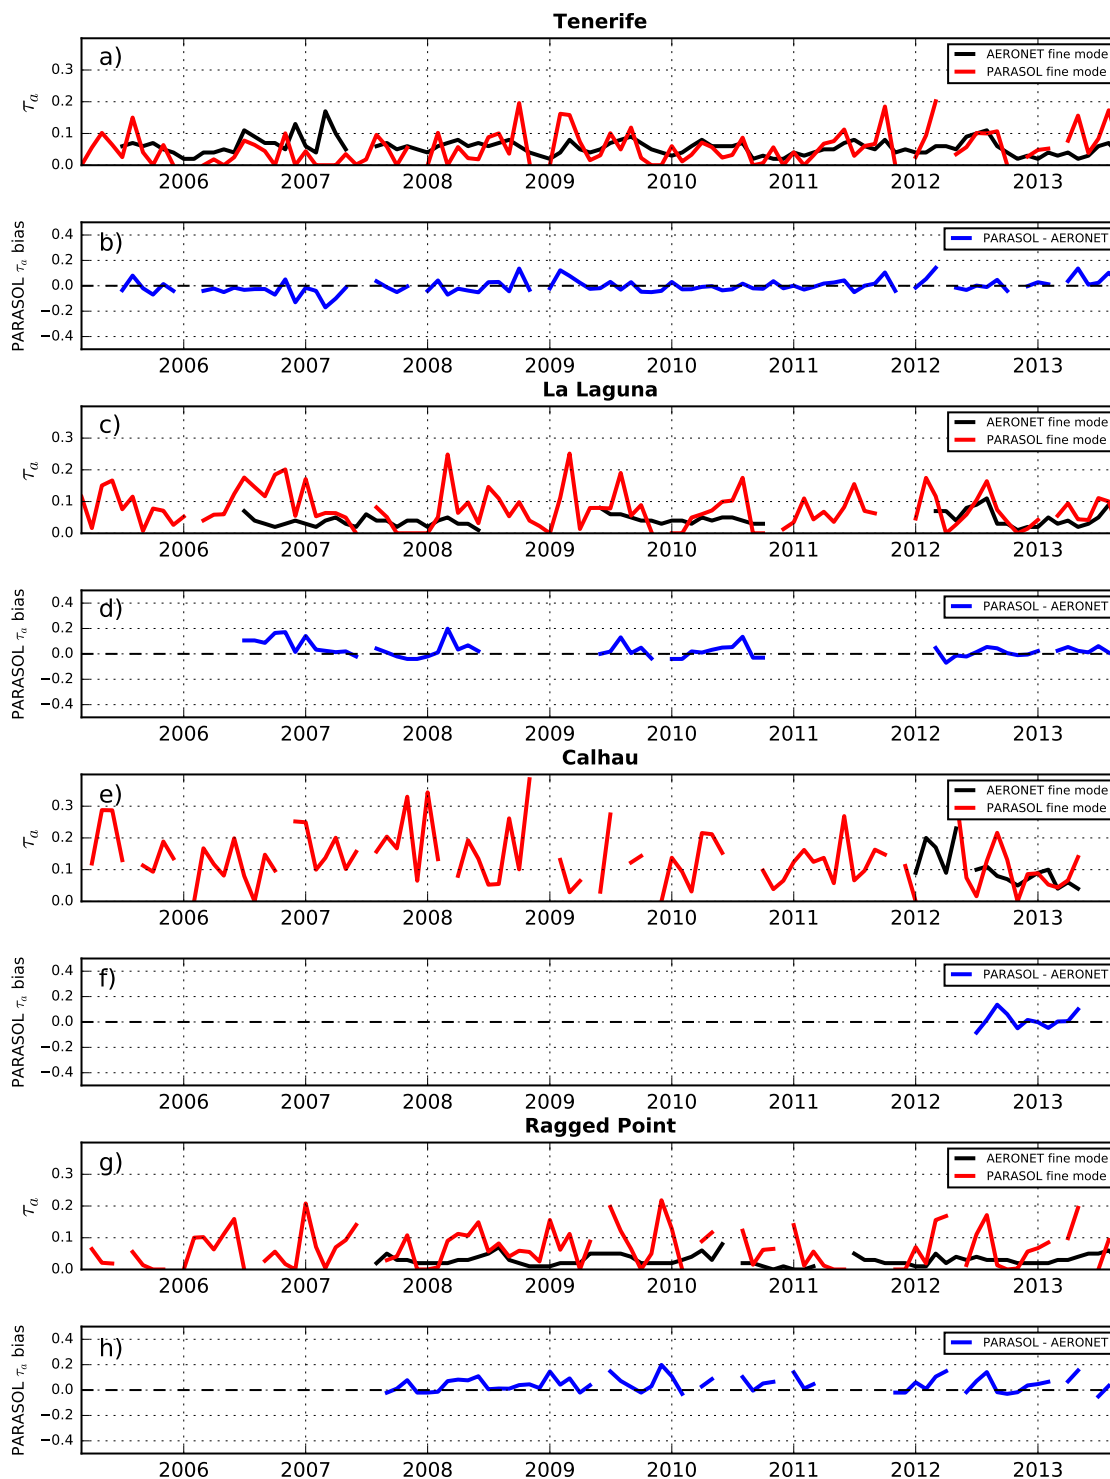 Tenerife
a)
AERONET fine mode
PARASOL fine mode
τa
0.3
0.2
0.1
0.0
2006 2007 2008 2009 2010 2011 2012 2013
b)
PARASOL - AERONET
PARASOL τa bias
0.4
0.2
0.0
−0.2
−0.4
2006 2007 2008 2009 2010 2011 2012 2013
La Laguna
c)
AERONET fine mode
PARASOL fine mode
τa
0.3
0.2
0.1
0.0
2006 2007 2008 2009 2010 2011 2012 2013
d)
PARASOL - AERONET
PARASOL τa bias
0.4
0.2
0.0
−0.2
−0.4
2006 2007 2008 2009 2010 2011 2012 2013
Calhau
e)
AERONET fine mode
PARASOL fine mode
τa
0.3
0.2
0.1
0.0
2006 2007 2008 2009 2010 2011 2012 2013
f)
PARASOL - AERONET
PARASOL τa bias
0.4
0.2
0.0
−0.2
−0.4
2006 2007 2008 2009 2010 2011 2012 2013
Ragged Point
g)
AERONET fine mode
PARASOL fine mode
τa
0.3
0.2
0.1
0.0
2006 2007 2008 2009 2010 2011 2012 2013
h)
PARASOL - AERONET
PARASOL τa bias
0.4
0.2
0.0
−0.2
−0.4
2006 2007 2008 2009 2010 2011 2012 2013